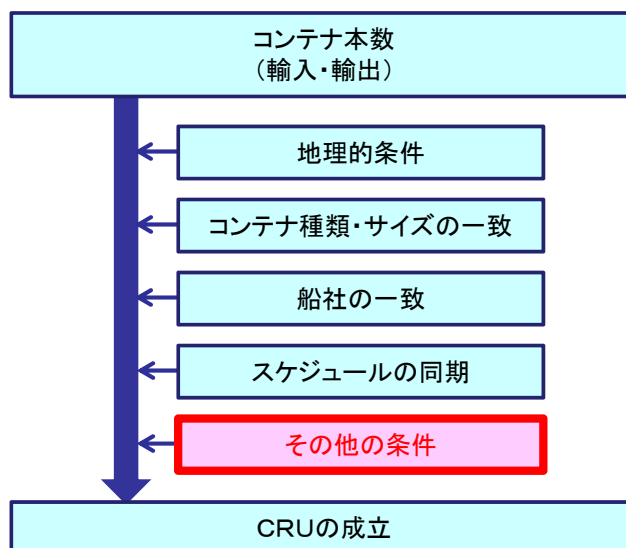 コンテナ本数
（輸入・輸出）
地理的条件
コンテナ種類・サイズの一致
船社の一致
スケジュールの同期
その他の条件
ＣＲＵの成立